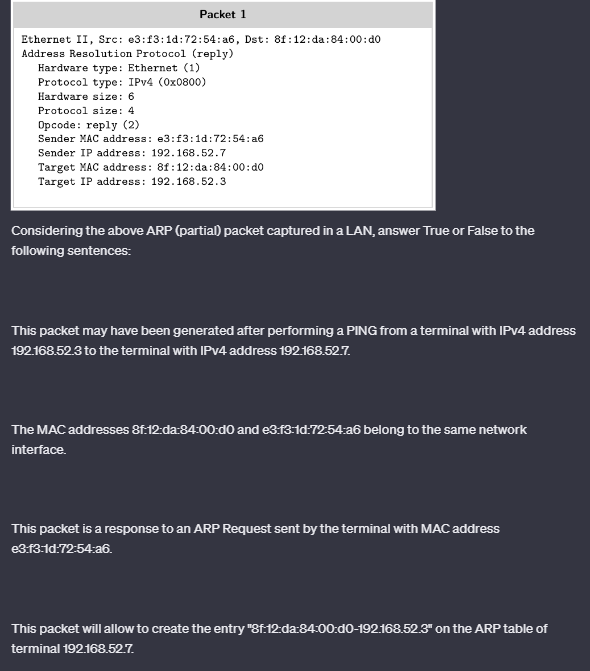 Packet 1
Ethernet II, Src: e3:f3:1d:72:54:a6, Dst: 8f:12:da:84:00:d0
Address Resolution Protocol (reply)
Hardware type: Ethernet (1)
Protocol type: IPv4 (0x0800)
Hardware size: 6
Protocol size: 4
Opcode: reply (2)
Sender MAC address: e3:f3:1d:72:54:a6
Sender IP address: 192.168.52.7
Target MAC address: 8f:12:da:84:00:d0
Target IP address: 192.168.52.3
Considering the above ARP (partial) packet captured in a LAN, answer True or False to the
following sentences:
This packet may have been generated after performing a PING from a terminal with IPv4 address
192.168.52.3 to the terminal with IPv4 address 192.168.52.7.
The MAC addresses 8f:12:da:84:00:d0 and e3:f3:1d:72:54:a6 belong to the same network
interface.
This packet is a response to an ARP Request sent by the terminal with MAC address
e3:f3:1d:72:54:a6.
This packet will allow to create the entry "8f:12:da:84:00:d0-192.168.52.3" on the ARP table of
terminal 192.168.52.7.